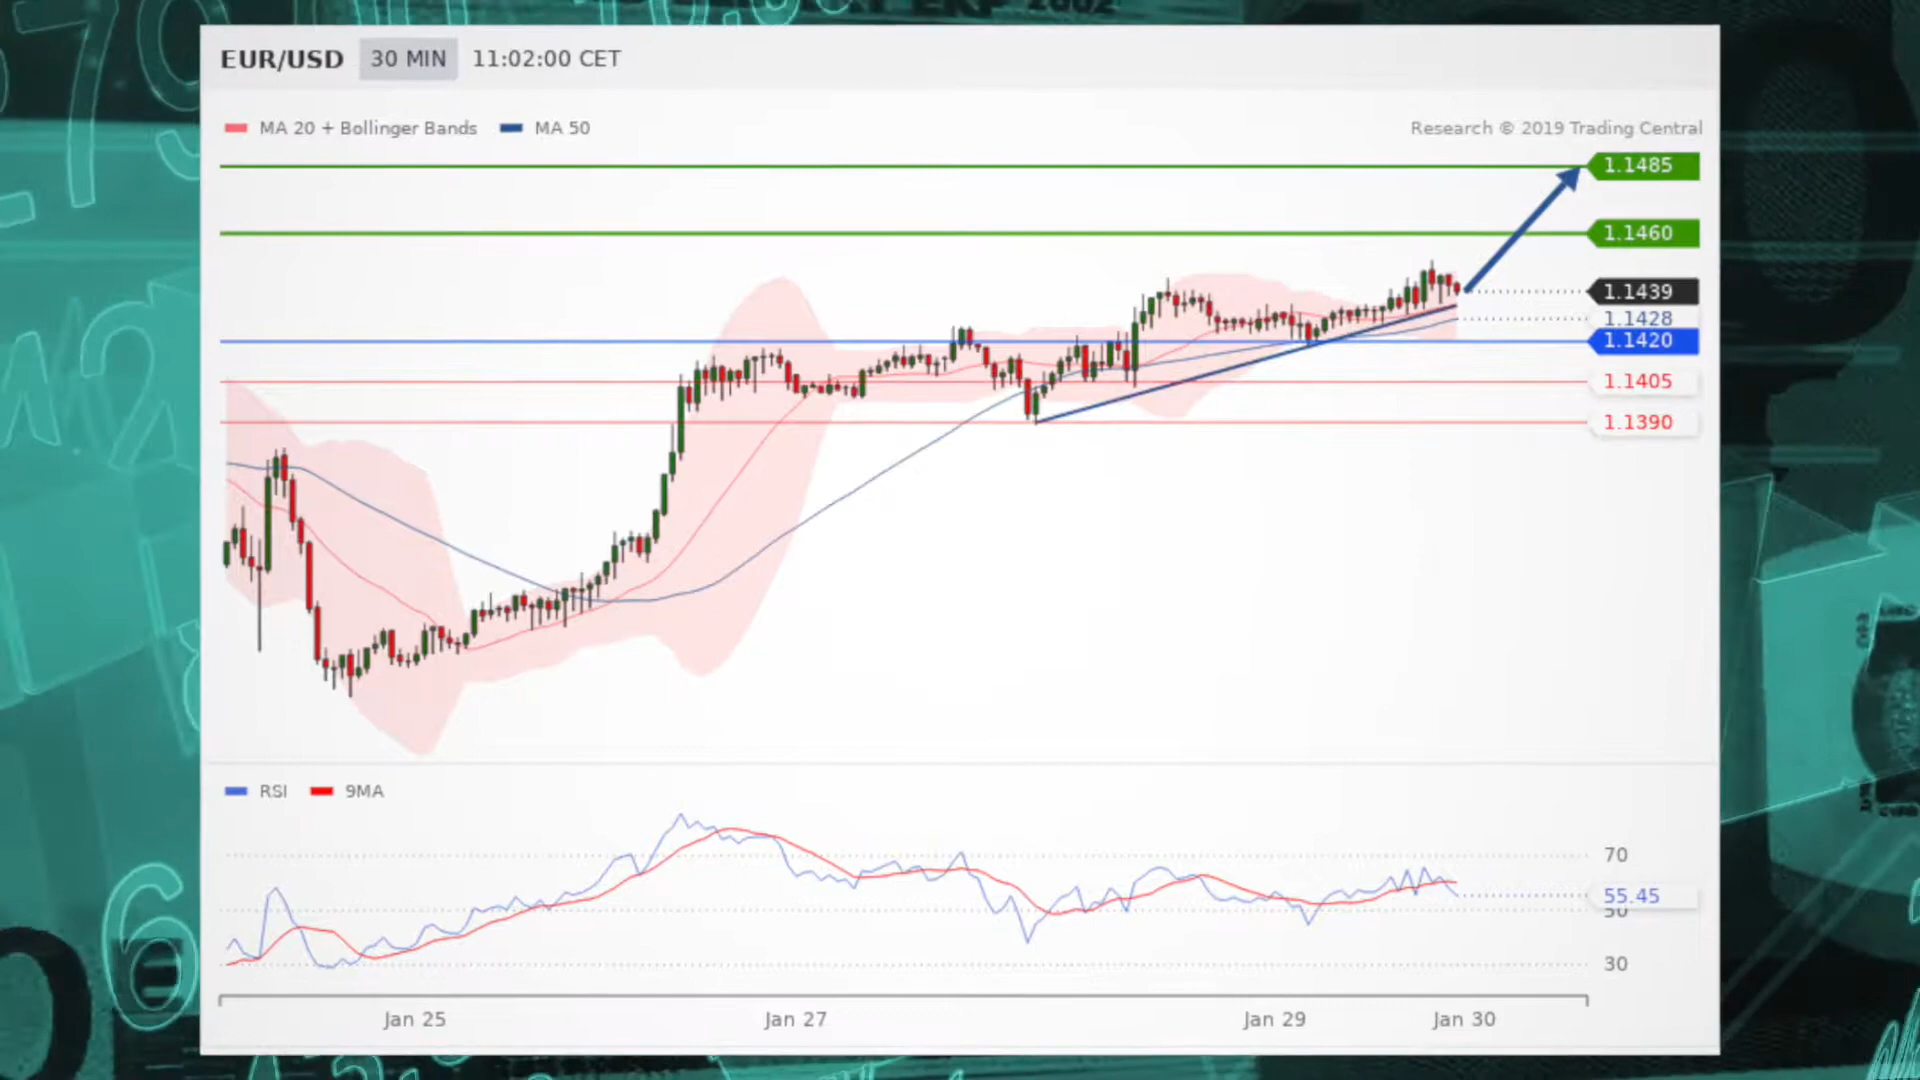 EUR/USD 30 MIN 11:02:00 CET
MA 20 + Bollinger Bands MA 50
Research © 2019 Trading Central
1.1485
1.1460
1.1439
1.1428
1.1420
1.1405
1.1390
RSI 9MA
70
55.45
50
30
Jan 25 Jan 27 Jan 29 Jan 30